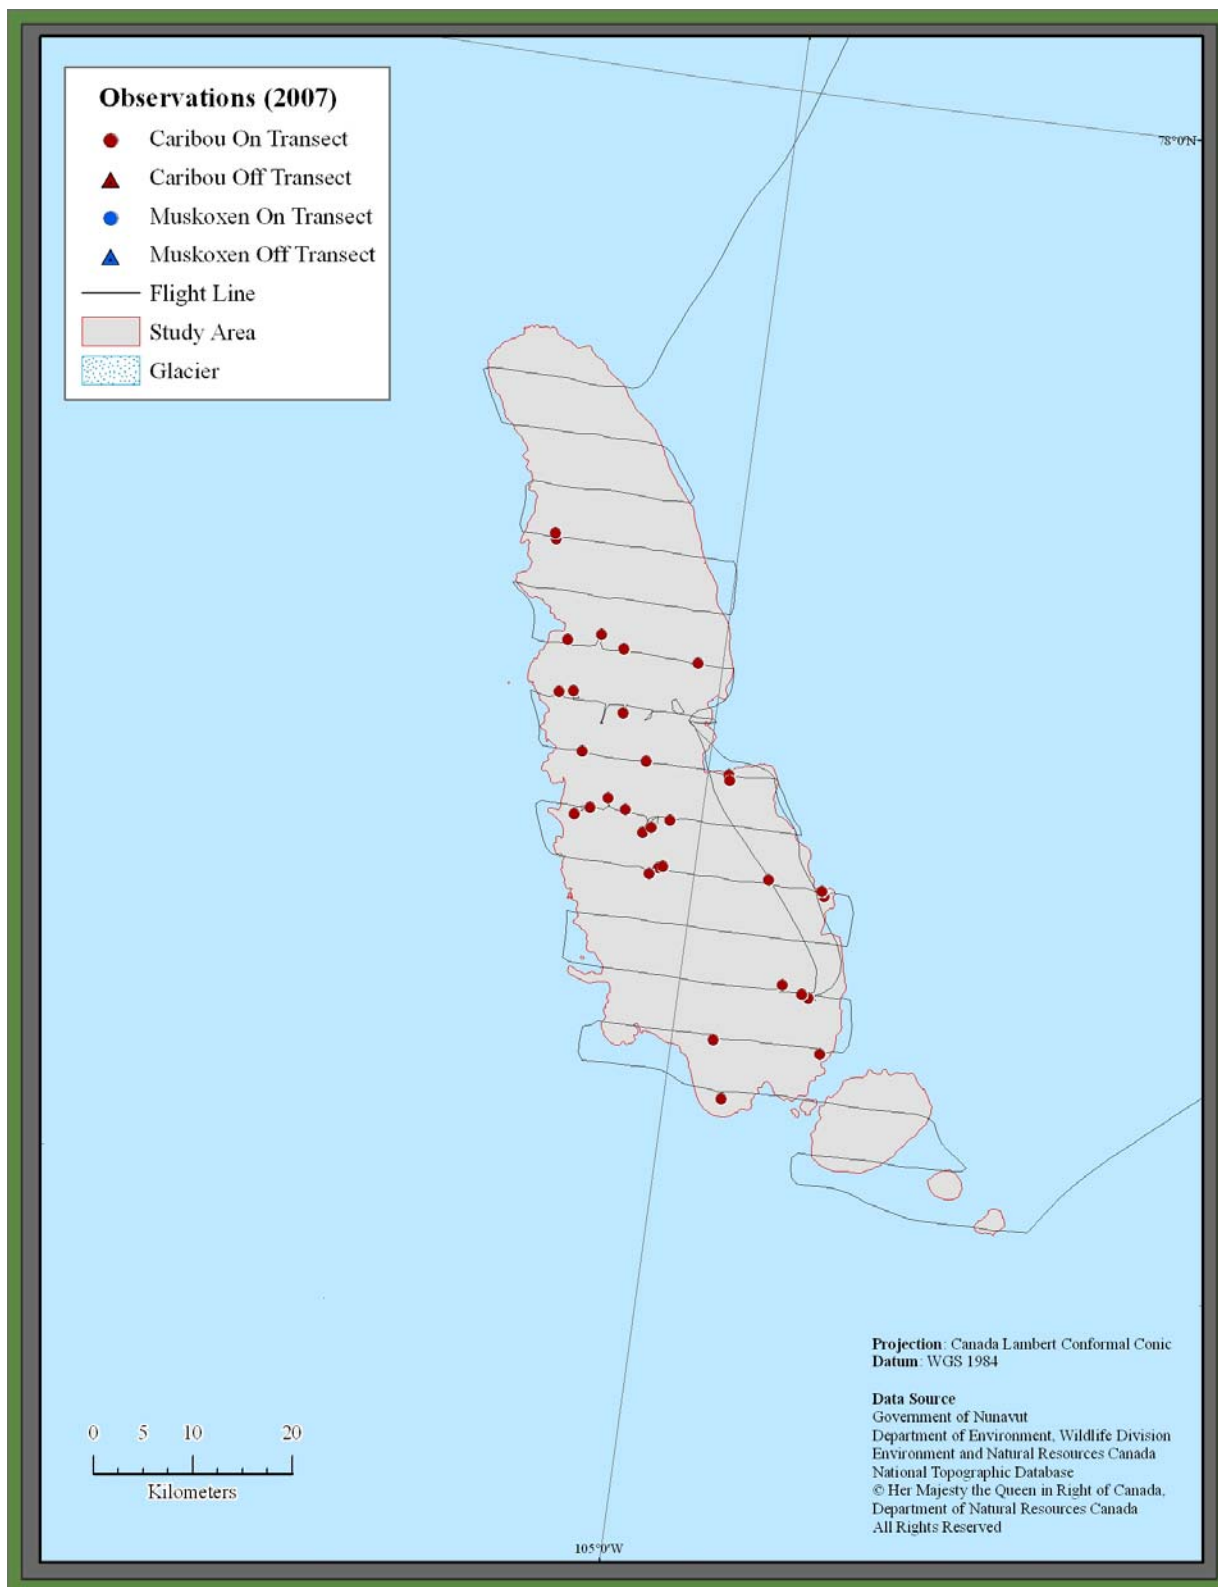 Observations (2007)
Caribou On Transect
Caribou Off Transect
Muskoxen On Transect
Muskoxen Off Transect
Flight Line
Study Area
Glacier
78°0'N
Projection: Canada Lambert Conformal Conic
Datum: WGS 1984
Data Source
Government of Nunavut
Department of Environment, Wildlife Division
Environment and Natural Resources Canada
National Topographic Database
© Her Majesty the Queen in Right of Canada,
Department of Natural Resources Canada
All Rights Reserved
0 5 10 20
Kilometers
105°0'W